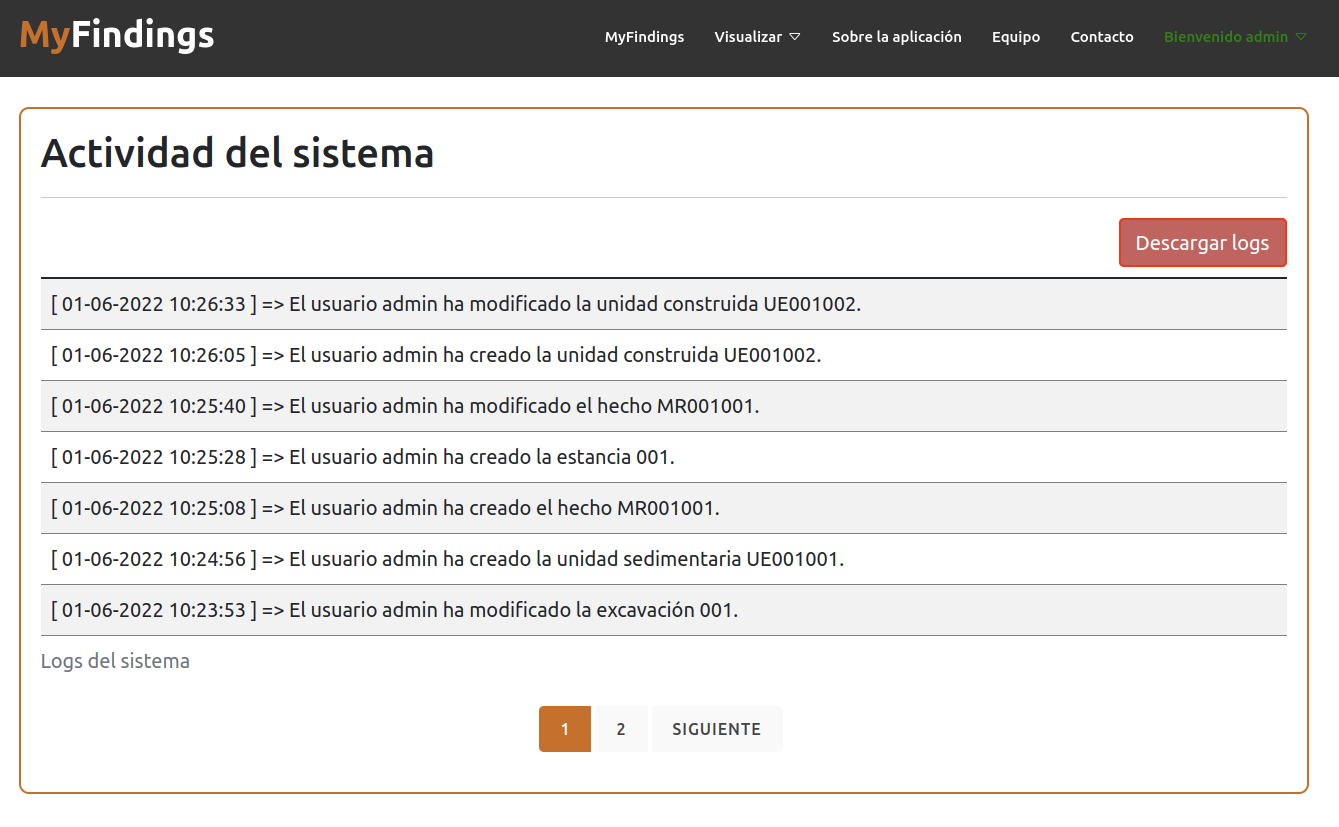 MyFindings
MyFindings Visualizar Sobre la aplicación Equipo Contacto Bienvenido admin
Actividad del sistema
Descargar logs
[ 01-06-2022 10:26:33 ] => El usuario admin ha modificado la unidad construida UE001002.
[ 01-06-2022 10:26:05 ] => El usuario admin ha creado la unidad construida UE001002.
[ 01-06-2022 10:25:40 ] => El usuario admin ha modificado el hecho MR001001.
[ 01-06-2022 10:25:28 ] => El usuario admin ha creado la estancia 001.
[ 01-06-2022 10:25:08 ] => El usuario admin ha creado el hecho MR001001.
[ 01-06-2022 10:24:56 ] => El usuario admin ha creado la unidad sedimentaria UE001001.
[ 01-06-2022 10:23:53 ] => El usuario admin ha modificado la excavación 001.
Logs del sistema
1 2 SIGUIENTE